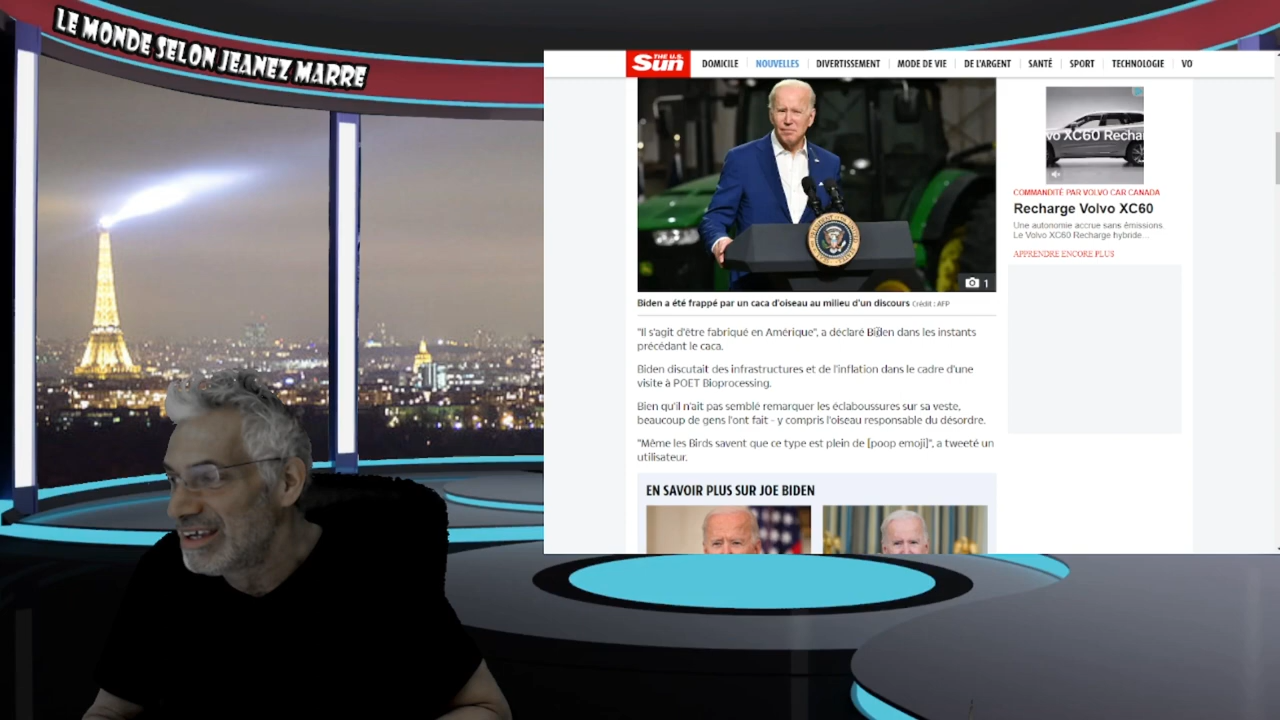 LE MONDE SELON JEANEZ MARRE
THE U.S. Sun
DOMICILE NOUVELLES DIVERTISSEMENT MODE DE VIE DE L'ARGENT SANTÉ SPORT TECHNOLOGIE VO
vo XC60 Rechar
1
COMMANDITÉ PAR VOLVO CAR CANADA
Recharge Volvo XC60
Une autonomie accrue sans émissions.
Le Volvo XC60 Recharge hybride...
APPRENDRE ENCORE PLUS
Biden a été frappé par un caca d'oiseau au milieu d'un discours Crédit : AFP
"Il s'agit d'être fabriqué en Amérique", a déclaré Biden dans les instants
précédant le caca.
Biden discutait des infrastructures et de l'inflation dans le cadre d'une
visite à POET Bioprocessing.
Bien qu'il n'ait pas semblé remarquer les éclaboussures sur sa veste,
beaucoup de gens l'ont fait - y compris l'oiseau responsable du désordre.
"Même les Birds savent que ce type est plein de [poop emoji]", a tweeté un
utilisateur.
EN SAVOIR PLUS SUR JOE BIDEN